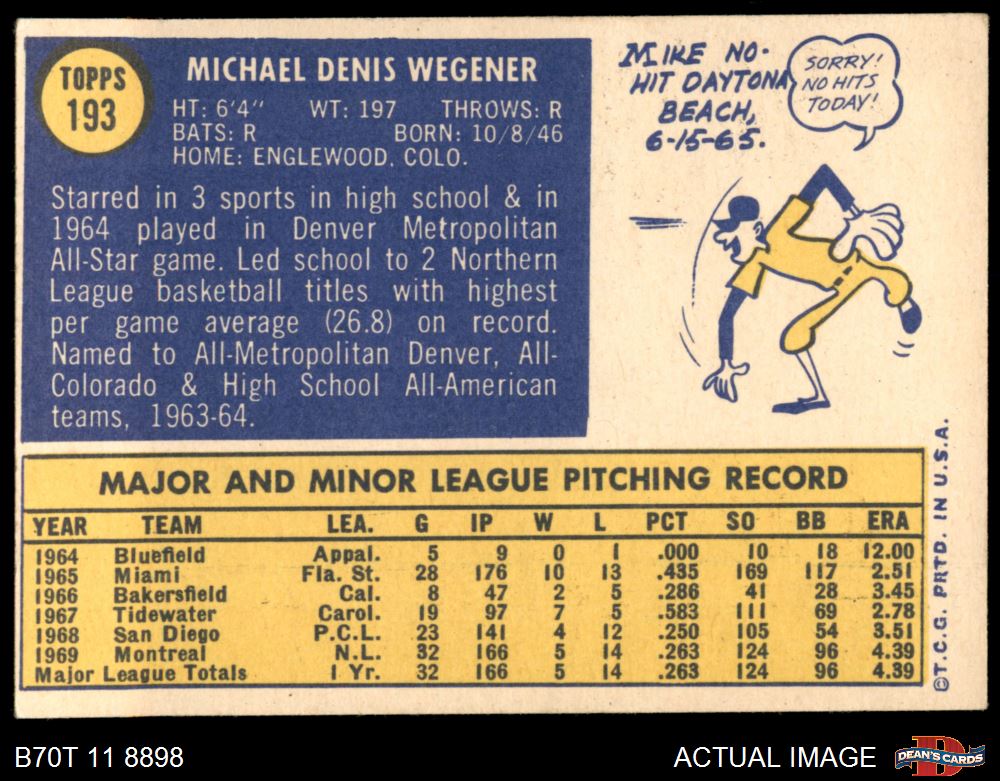 TOPPS
193
MICHAEL DENIS WEGENER
HT: 6'4" WT: 197 THROWS: R
BATS: R BORN: 10/8/46
HOME: ENGLEWOOD, COLO.
Starred in 3 sports in high school & in
1964 played in Denver Metropolitan
All-Star game. Led school to 2 Northern
League basketball titles with highest
per game average (26.8) on record.
Named to All-Metropolitan Denver, All-
Colorado & High School All-American
teams, 1963-64.
MIKE NO-
HIT DAYTONA
BEACH,
6-15-65.
SORRY!
NO HITS
TODAY!
MAJOR AND MINOR LEAGUE PITCHING RECORD
YEAR TEAM LEA. G IP W L PCT SO BB ERA
1964 Bluefield Appal. 5 9 0 1 .000 10 18 12.00
1965 Miami Fla. St. 28 176 10 13 .435 169 117 2.51
1966 Bakersfield Cal. 8 47 2 5 .286 41 28 3.45
1967 Tidewater Carol. 19 97 7 5 .583 111 69 2.78
1968 San Diego P.C.L. 23 141 4 12 .250 105 54 3.51
1969 Montreal N.L. 32 166 5 14 .263 124 96 4.39
Major League Totals 1 Yr. 32 166 5 14 .263 124 96 4.39
©T.C.G. PRTD. IN U.S.A.
B70T 11 8898
ACTUAL IMAGE
D
DEAN'S CARDS